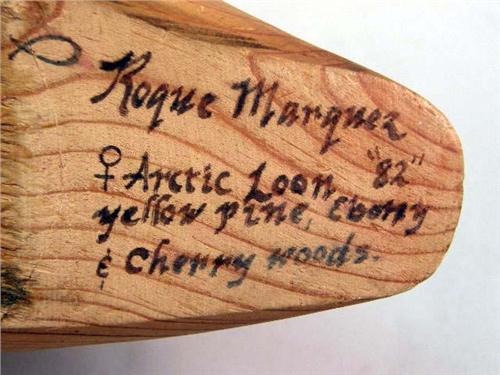 Roque Marquez
♀ Arctic Loon "82"
yellow pine, Ebony
& Cherry woods.